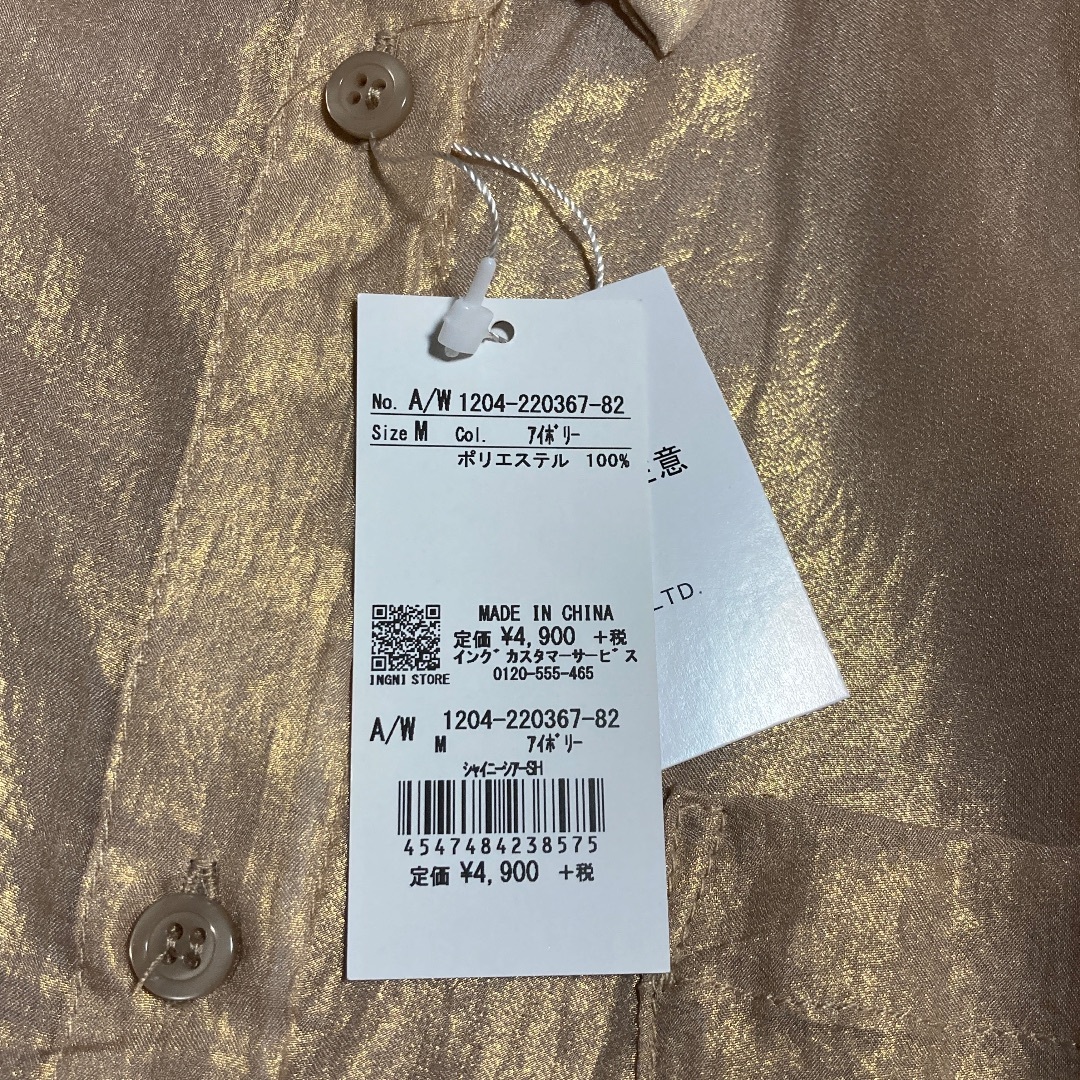 No. A/W 1204-220367-82
Size M Col. ｱｲﾎﾞﾘｰ
ポリエステル 100%
MADE IN CHINA
定価 ¥4,900 +税
イング゛カスタマーサービ゛ス
0120-555-465
INGNI STORE
A/W 1204-220367-82
M ｱｲﾎﾞﾘｰ
ｼｬｲﾆｰｼｱｰSH
4547484238575
定価 ¥4,900 +税
意
LTD.